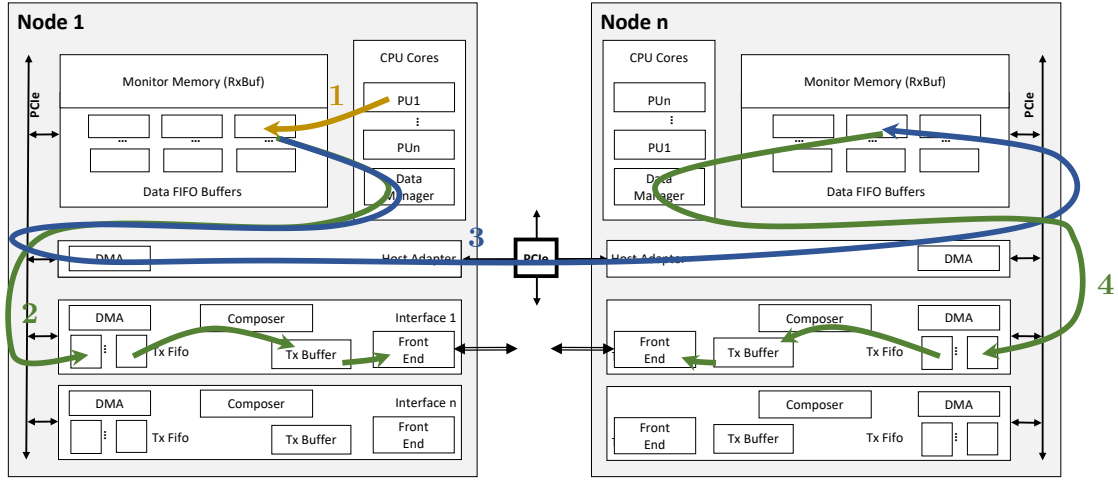 Node 1
CPU Cores
Monitor Memory (RxBuf)
1
PU1
...
PCIe
...
...
...
PUn
Data FIFO Buffers
Data
Manager
3
DMA
Host Adapter
2
DMA
Composer
Interface 1
...
Tx Fifo
Tx Buffer
Front
End
DMA
Composer
Interface n
...
Tx Fifo
Tx Buffer
Front
End
PCIe
Node n
CPU Cores
Monitor Memory (RxBuf)
PUn
...
PCIe
...
...
...
PU1
Data
Manager
Data FIFO Buffers
Host Adapter
DMA
4
Composer
DMA
Front
End
Tx Buffer
Tx Fifo
...
Composer
DMA
Front
End
Tx Buffer
Tx Fifo
...